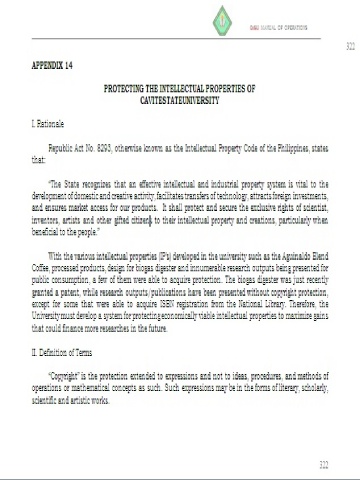 CvSU MANUAL OF OPERATIONS
322
APPENDIX 14
PROTECTING THE INTELLECTUAL PROPERTIES OF
CAVITESTATEUNIVERSITY
I. Rationale
Republic Act No. 8293, otherwise known as the Intellectual Property Code of the Philippines, states
that:
“The State recognizes that an effective intellectual and industrial property system is vital to the
development of domestic and creative activity, facilitates transfers of technology, attracts foreign investments,
and ensures market access for our products. It shall protect and secure the exclusive rights of scientist,
inventors, artists and other gifted citizens to their intellectual property and creations, particularly when
beneficial to the people.”
With the various intellectual properties (IPs) developed in the university such as the Aguinaldo Blend
Coffee, processed products, design for biogas digester and innumerable research outputs being presented for
public consumption, a few of them were able to acquire protection. The biogas digester was just recently
granted a patent, while research outputs/publications have been presented without copyright protection,
except for some that were able to acquire ISBN registration from the National Library. Therefore, the
University must develop a system for protecting economically viable intellectual properties to maximize gains
that could finance more researches in the future.
II. Definition of Terms
“Copyright” is the protection extended to expressions and not to ideas, procedures, and methods of
operations or mathematical concepts as such. Such expressions may be in the forms of literary, scholarly,
scientific and artistic works.
322